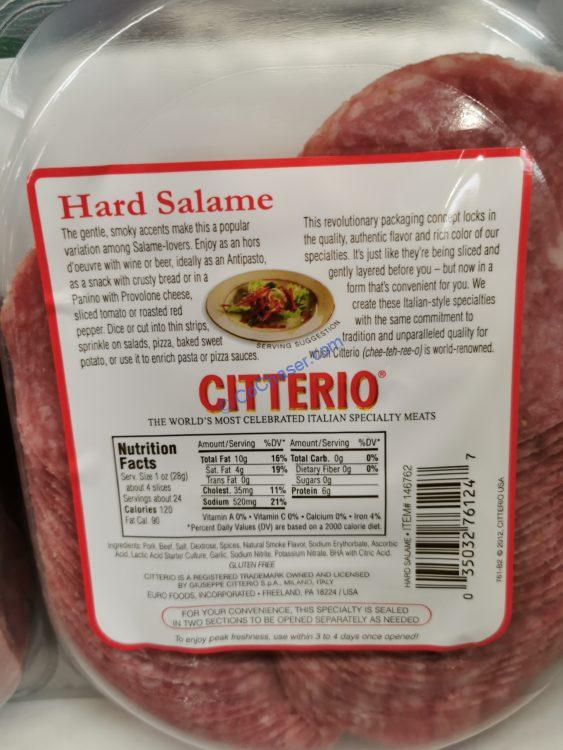 Hard Salame
The gentle, smoky accents make this a popular
variation among Salame-lovers. Enjoy as an hors
d'oeuvre with wine or beer, ideally as an Antipasto,
as a snack with crusty bread or in a
Panino with Provolone cheese,
sliced tomato or roasted red
pepper. Dice or cut into thin strips,
sprinkle on salads, pizza, baked sweet
potato, or use it to enrich pasta or pizza sauces.
This revolutionary packaging concept locks in
the quality, authentic flavor and rich color of our
specialties. It's just like they're being sliced and
gently layered before you – but now in a
form that's convenient for you. We
create these Italian-style specialties
with the same commitment to
tradition and unparalleled quality for
which Citterio (chee-teh-ree-o) is world-renowned.
SERVING SUGGESTION
CITTERIO®
THE WORLD'S MOST CELEBRATED ITALIAN SPECIALTY MEATS
Nutrition
Facts
Serv. Size 1 oz (28g)
about 4 slices
Servings about 24
Calories 120
Fat Cal. 90
Amount/Serving %DV* Amount/Serving %DV*
Total Fat 10g 16% Total Carb. 0g 0%
Sat. Fat 4g 19% Dietary Fiber 0g 0%
Trans Fat 0g Sugars 0g
Cholest. 35mg 11% Protein 6g
Sodium 520mg 21%
Vitamin A 0% • Vitamin C 0% • Calcium 0% • Iron 4%
*Percent Daily Values (DV) are based on a 2000 calorie diet.
Ingredients: Pork, Beef, Salt, Dextrose, Spices, Natural Smoke Flavor, Sodium Erythorbate, Ascorbic
Acid, Lactic Acid Starter Culture, Garlic, Sodium Nitrite, Potassium Nitrate, BHA with Citric Acid.
GLUTEN FREE
CITTERIO IS A REGISTERED TRADEMARK OWNED AND LICENSED
BY GIUSEPPE CITTERIO S.p.A., MILANO, ITALY
EURO FOODS, INCORPORATED • FREELAND, PA 18224 / USA
FOR YOUR CONVENIENCE, THIS SPECIALTY IS SEALED
IN TWO SECTIONS TO BE OPENED SEPARATELY AS NEEDED
To enjoy peak freshness, use within 3 to 4 days once opened!
HARD SALAME • ITEM# 146762
0 35032 76124 7
761-B2 © 2012, CITTERIO USA